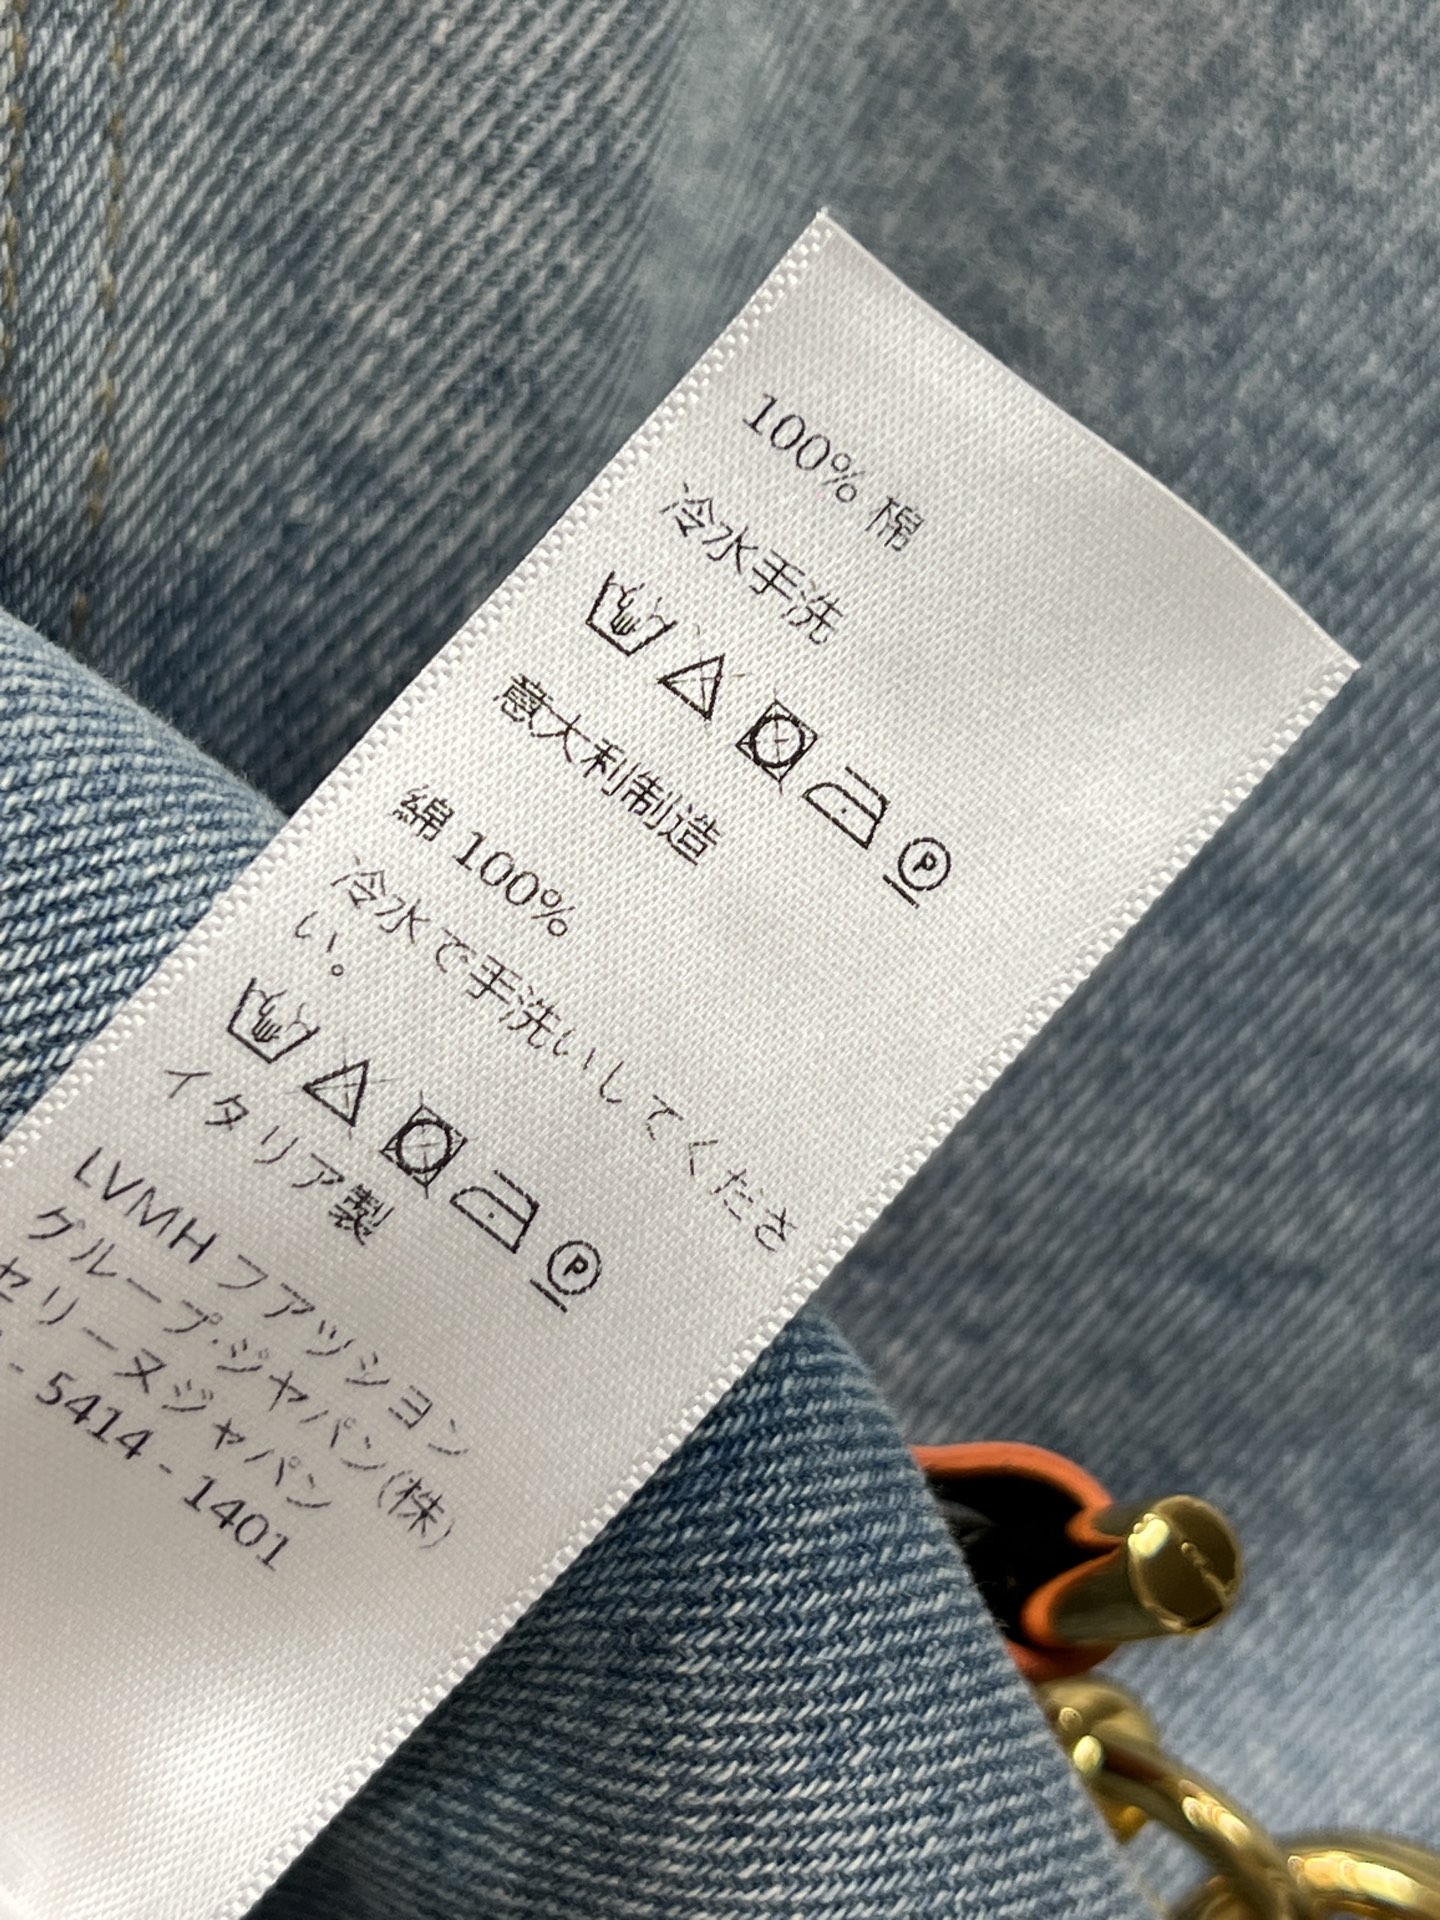 100% 棉
冷水手洗
P
意大利制造
綿 100%
冷水で手洗いしてくださ
い。
P
イタリア製
LVMH ファッション
グループ・ジャパン(株)
セリーヌジャパン
- 5414 - 1401